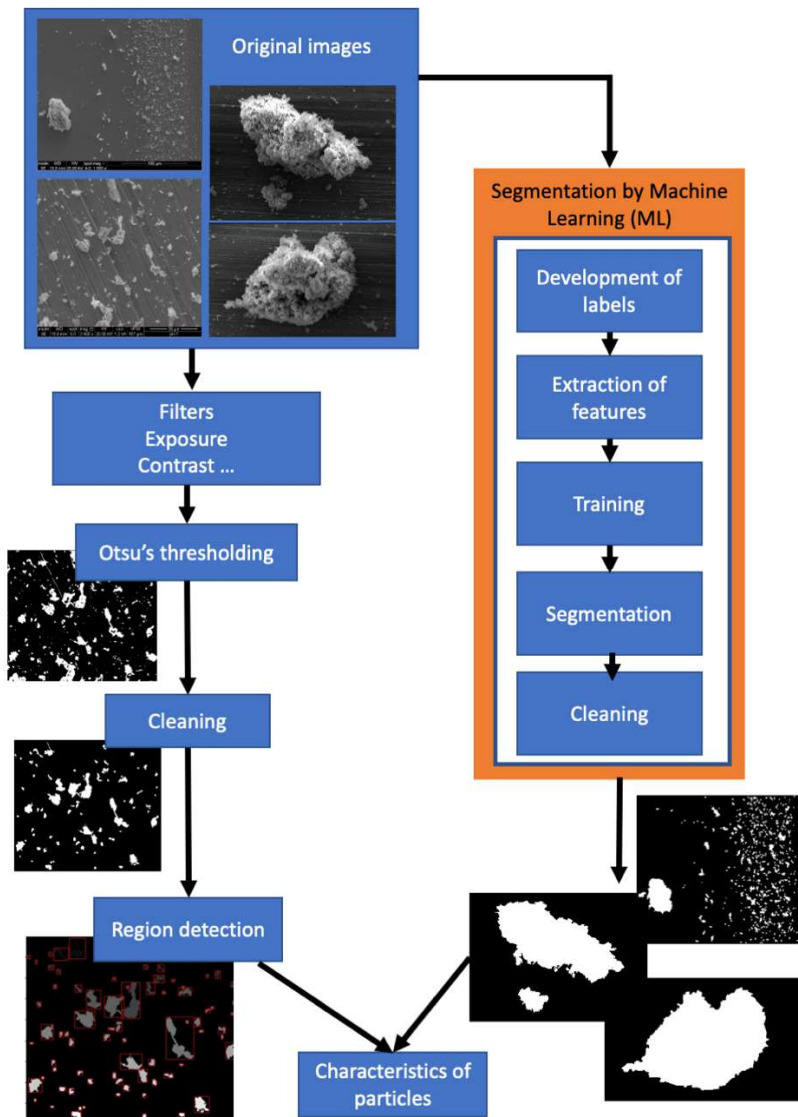 Original images
Segmentation by Machine
Learning (ML)
Development of
labels
Extraction of
features
Training
Segmentation
Cleaning
Filters
Exposure
Contrast ...
Otsu's thresholding
Cleaning
Region detection
Characteristics of
particles